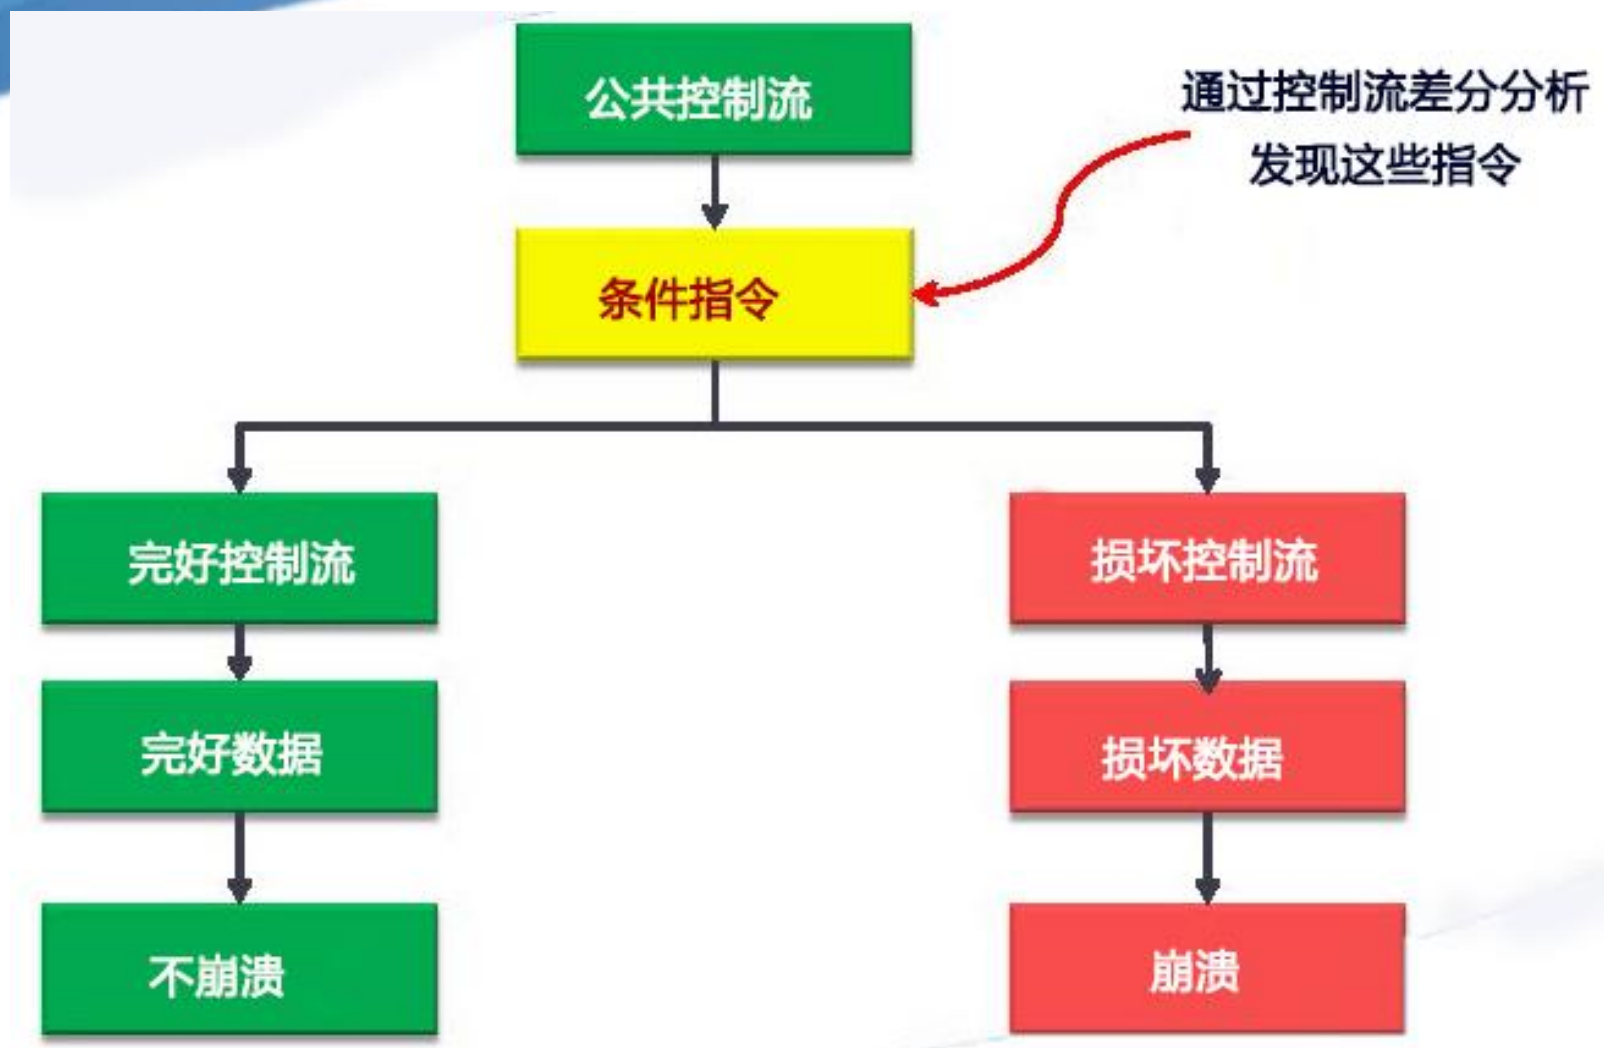 公共控制流
通过控制流差分分析
发现这些指令
条件指令
完好控制流
损坏控制流
完好数据
损坏数据
不崩溃
崩溃